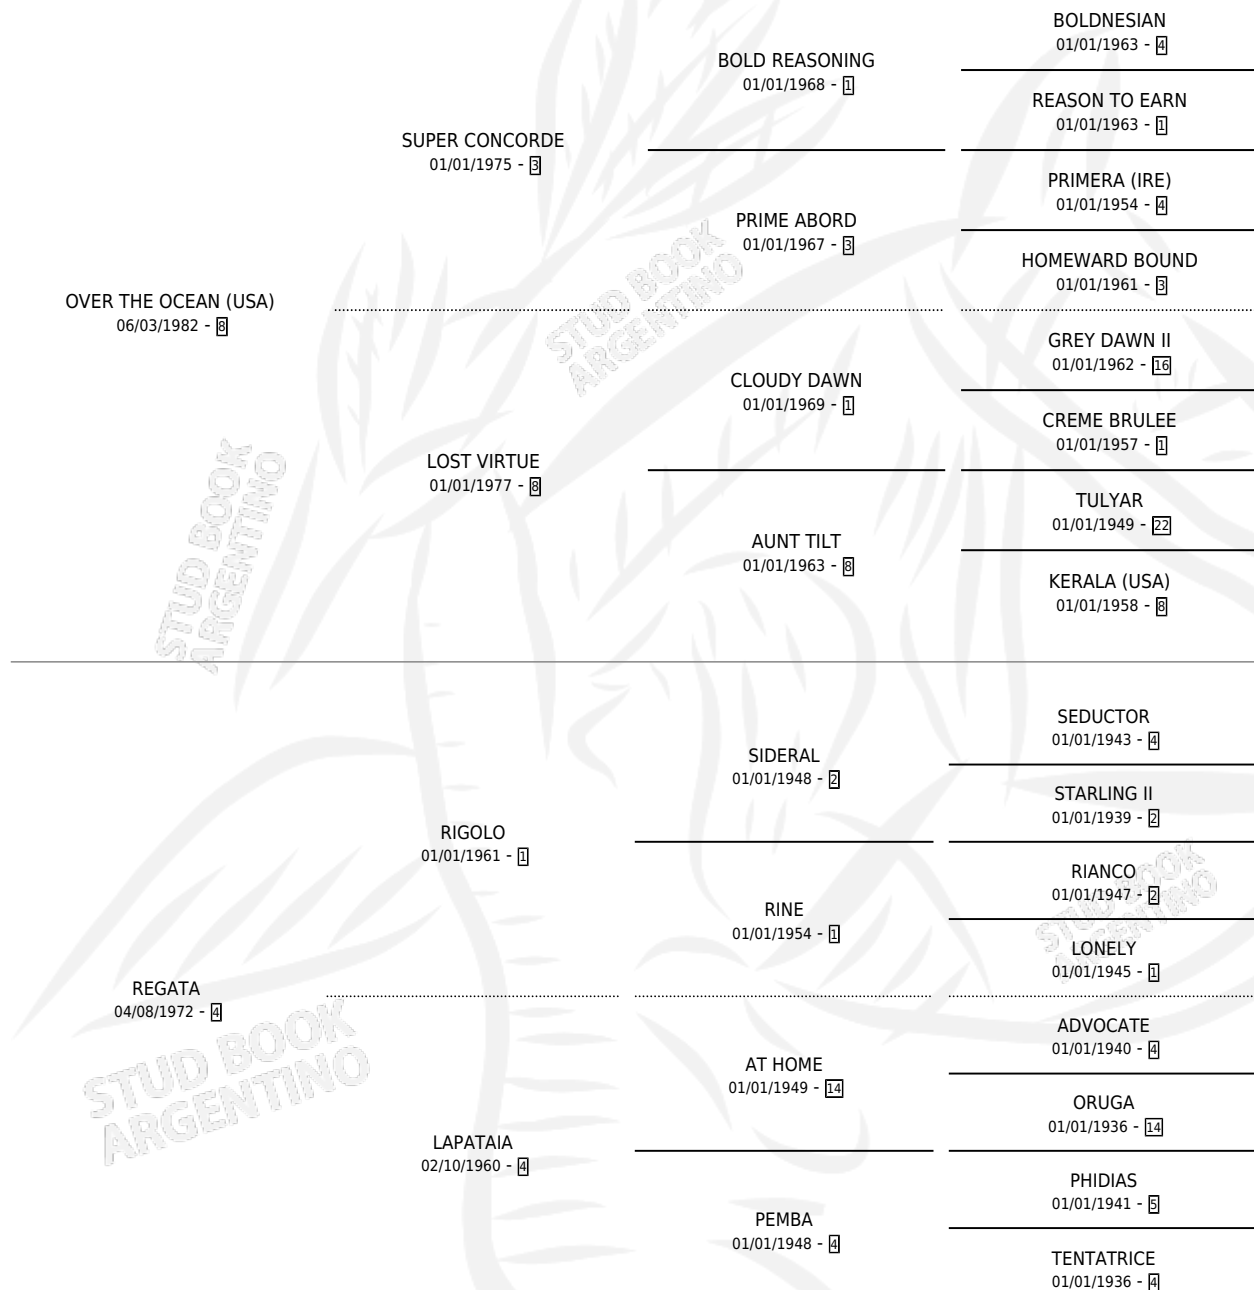 BOLDNESIAN
01/01/1963 - 4
BOLD REASONING
01/01/1968 - 1
REASON TO EARN
01/01/1963 - 1
SUPER CONCORDE
01/01/1975 - 3
PRIMERA (IRE)
01/01/1954 - 4
PRIME ABORD
01/01/1967 - 3
HOMEWARD BOUND
01/01/1961 - 3
OVER THE OCEAN (USA)
06/03/1982 - 8
GREY DAWN II
01/01/1962 - 16
CLOUDY DAWN
01/01/1969 - 1
CREME BRULEE
01/01/1957 - 1
LOST VIRTUE
01/01/1977 - 8
TULYAR
01/01/1949 - 22
AUNT TILT
01/01/1963 - 8
KERALA (USA)
01/01/1958 - 8
SEDUCTOR
01/01/1943 - 4
SIDERAL
01/01/1948 - 2
STARLING II
01/01/1939 - 2
RIGOLO
01/01/1961 - 1
RIANCO
01/01/1947 - 2
RINE
01/01/1954 - 1
LONELY
01/01/1945 - 1
REGATA
04/08/1972 - 4
ADVOCATE
01/01/1940 - 4
AT HOME
01/01/1949 - 14
ORUGA
01/01/1936 - 14
LAPATAIA
02/10/1960 - 4
PHIDIAS
01/01/1941 - 5
PEMBA
01/01/1948 - 4
TENTATRICE
01/01/1936 - 4
STUD BOOK
ARGENTINO
STUD BOOK
ARGENTINO
STUD BOOK
ARGENTINO
STUD BOOK
ARGENTINO